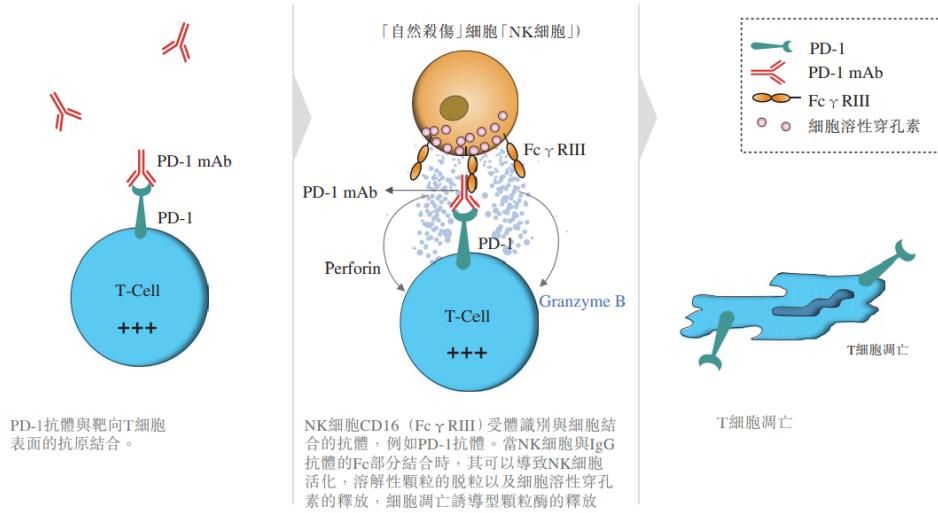 「自然殺傷」細胞「NK細胞」)
PD-1
PD-1 mAb
FcγRIII
細胞溶性穿孔素
PD-1 mAb
PD-1
T-Cell
+++
FcγRIII
PD-1 mAb
PD-1
Perforin
Granzyme B
T-Cell
+++
T細胞凋亡
PD-1抗體與靶向T細胞
表面的抗原結合。
NK細胞CD16（FcγRIII）受體識別與細胞結
合的抗體，例如PD-1抗體。當NK細胞與IgG
抗體的Fc部分結合時，其可以導致NK細胞
活化，溶解性顆粒的脱粒以及細胞溶性穿孔
素的釋放，細胞凋亡誘導型顆粒酶的釋放
T細胞凋亡